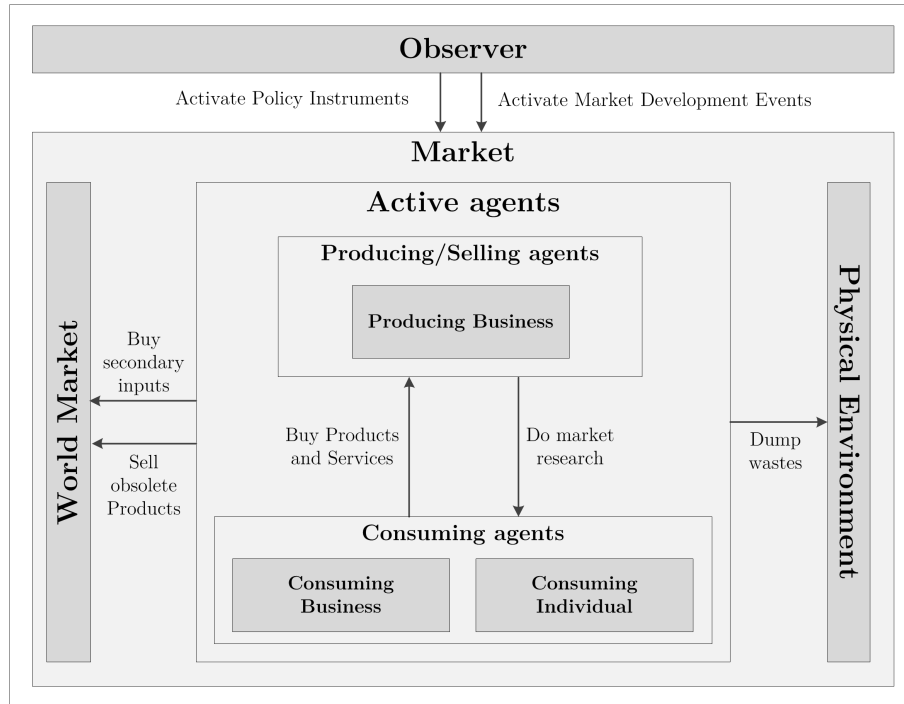 Observer
Activate Policy Instruments
Activate Market Development Events
Market
World Market
Active agents
Producing/Selling agents
Producing Business
Buy
secondary
inputs
Sell
obsolete
Products
Buy Products
and Services
Do market
research
Dump
wastes
Consuming agents
Consuming
Business
Consuming
Individual
Physical Environment